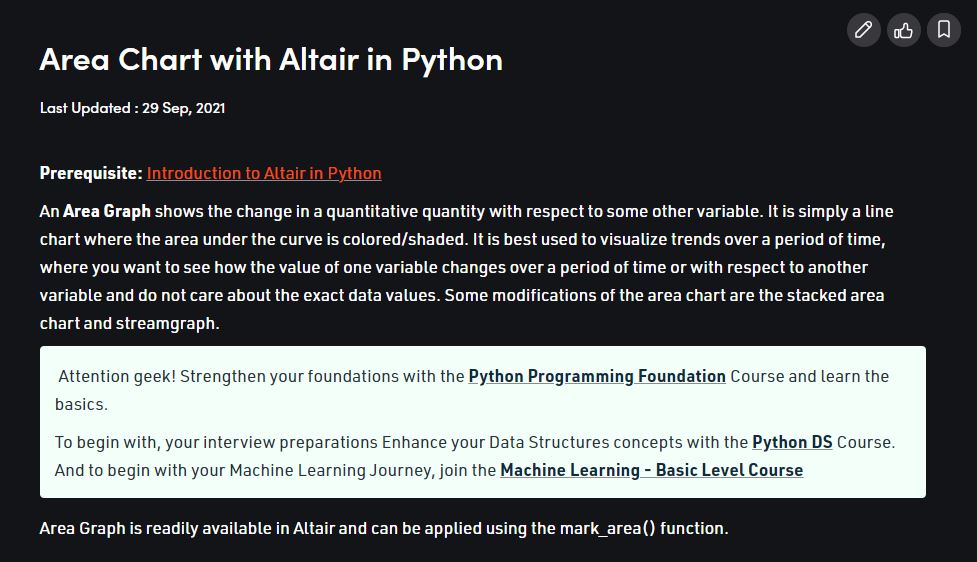 Area Chart with Altair in Python
Last Updated : 29 Sep, 2021
Prerequisite: Introduction to Altair in Python
An Area Graph shows the change in a quantitative quantity with respect to some other variable. It is simply a line
chart where the area under the curve is colored/shaded. It is best used to visualize trends over a period of time,
where you want to see how the value of one variable changes over a period of time or with respect to another
variable and do not care about the exact data values. Some modifications of the area chart are the stacked area
chart and streamgraph.
Attention geek! Strengthen your foundations with the Python Programming Foundation Course and learn the
basics.
To begin with, your interview preparations Enhance your Data Structures concepts with the Python DS Course.
And to begin with your Machine Learning Journey, join the Machine Learning - Basic Level Course
Area Graph is readily available in Altair and can be applied using the mark_area() function.